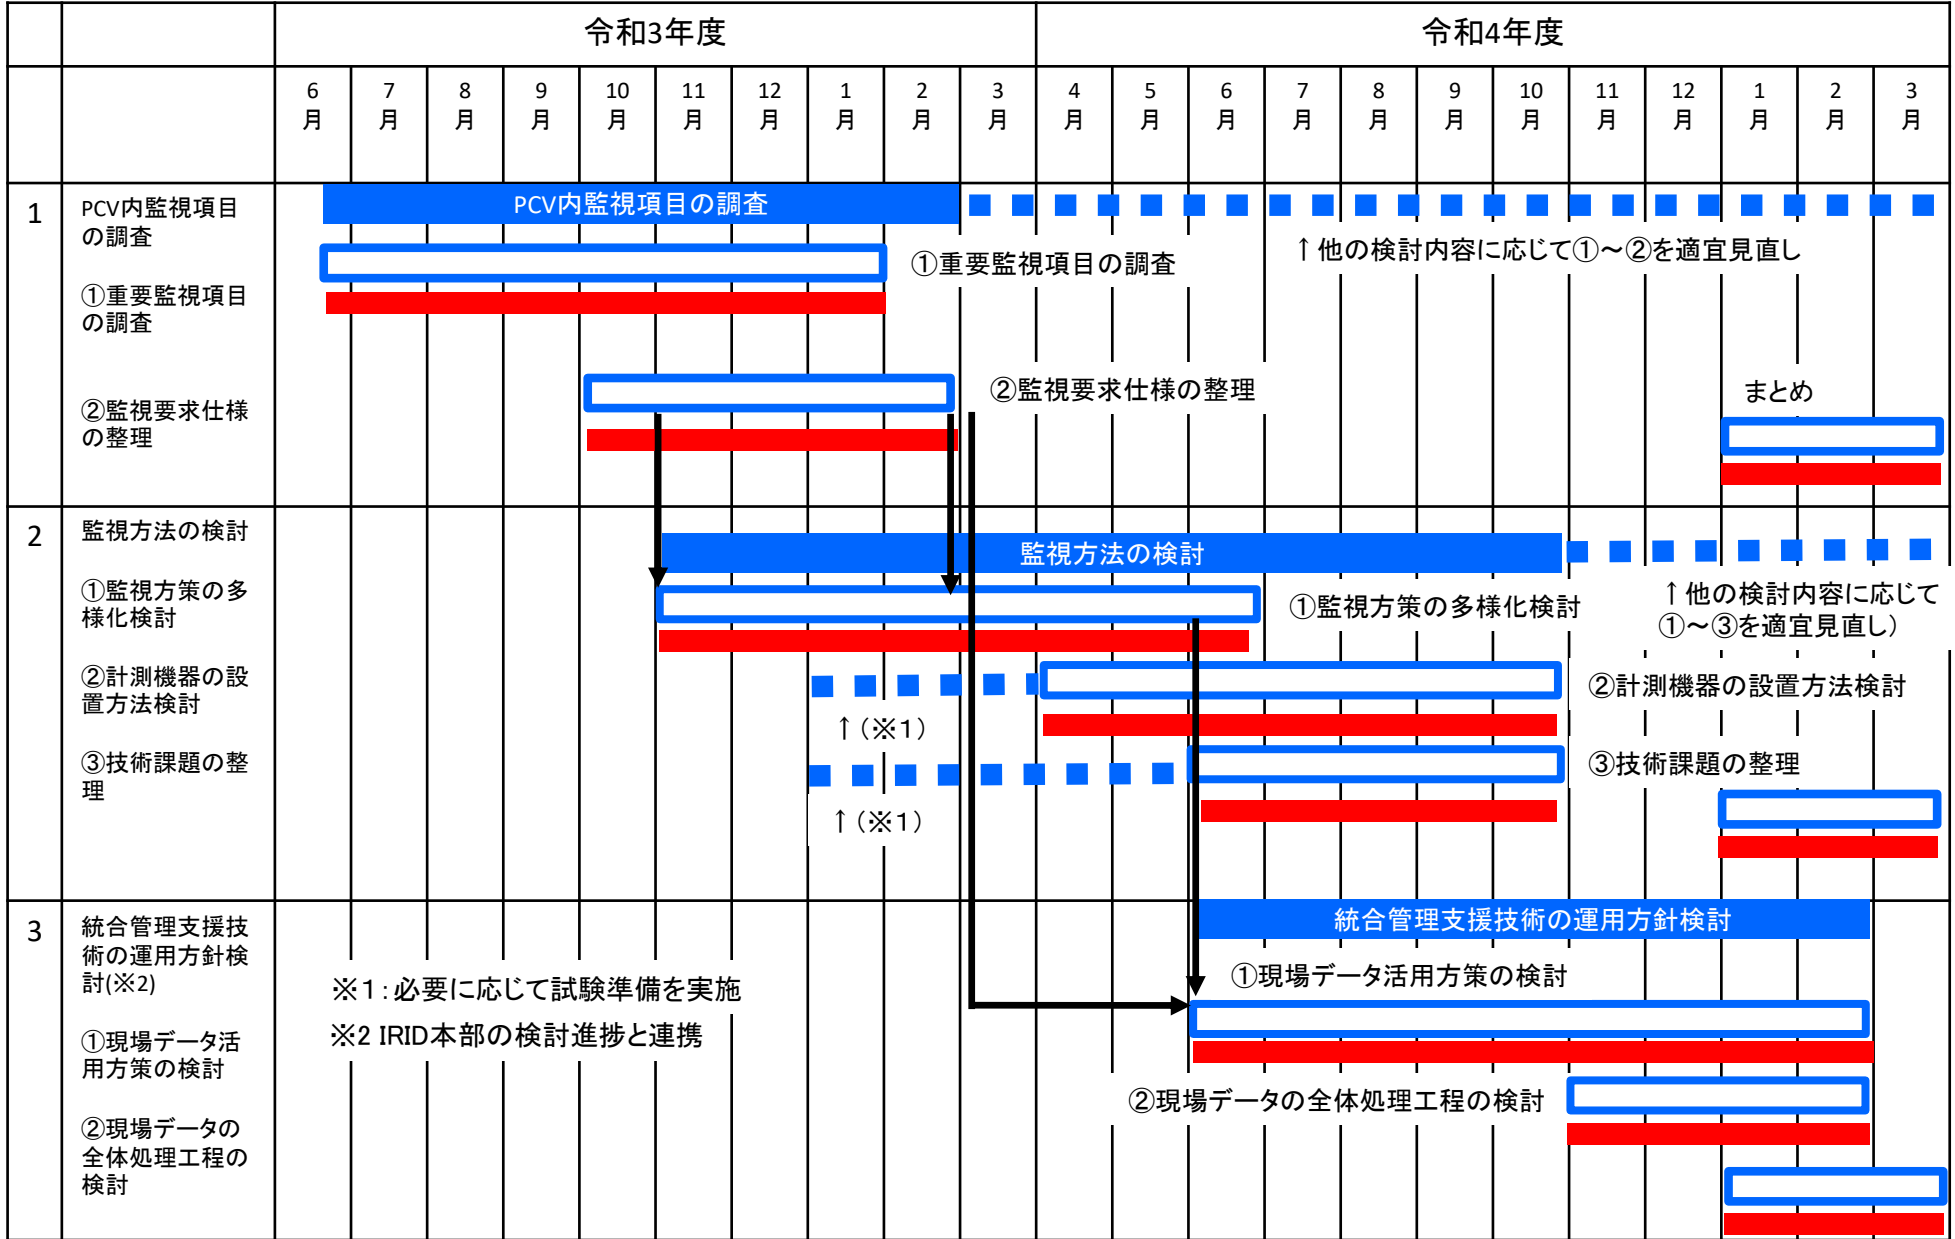 令和3年度
令和4年度
6月
7月
8月
9月
10月
11月
12月
1月
2月
3月
4月
5月
6月
7月
8月
9月
10月
11月
12月
1月
2月
3月
1
PCV内監視項目
の調査
①重要監視項目
の調査
②監視要求仕様
の整理
PCV内監視項目の調査
①重要監視項目の調査
↑他の検討内容に応じて①～②を適宜見直し
②監視要求仕様の整理
まとめ
2
監視方法の検討
①監視方策の多
様化検討
②計測機器の設
置方法検討
③技術課題の整
理
監視方法の検討
①監視方策の多様化検討
↑他の検討内容に応じて
①～③を適宜見直し）
②計測機器の設置方法検討
↑（※１）
③技術課題の整理
↑（※１）
3
統合管理支援技
術の運用方針検
討(※2)
①現場データ活
用方策の検討
②現場データの
全体処理工程の
検討
統合管理支援技術の運用方針検討
※１：必要に応じて試験準備を実施
※２ IRID本部の検討進捗と連携
①現場データ活用方策の検討
②現場データの全体処理工程の検討